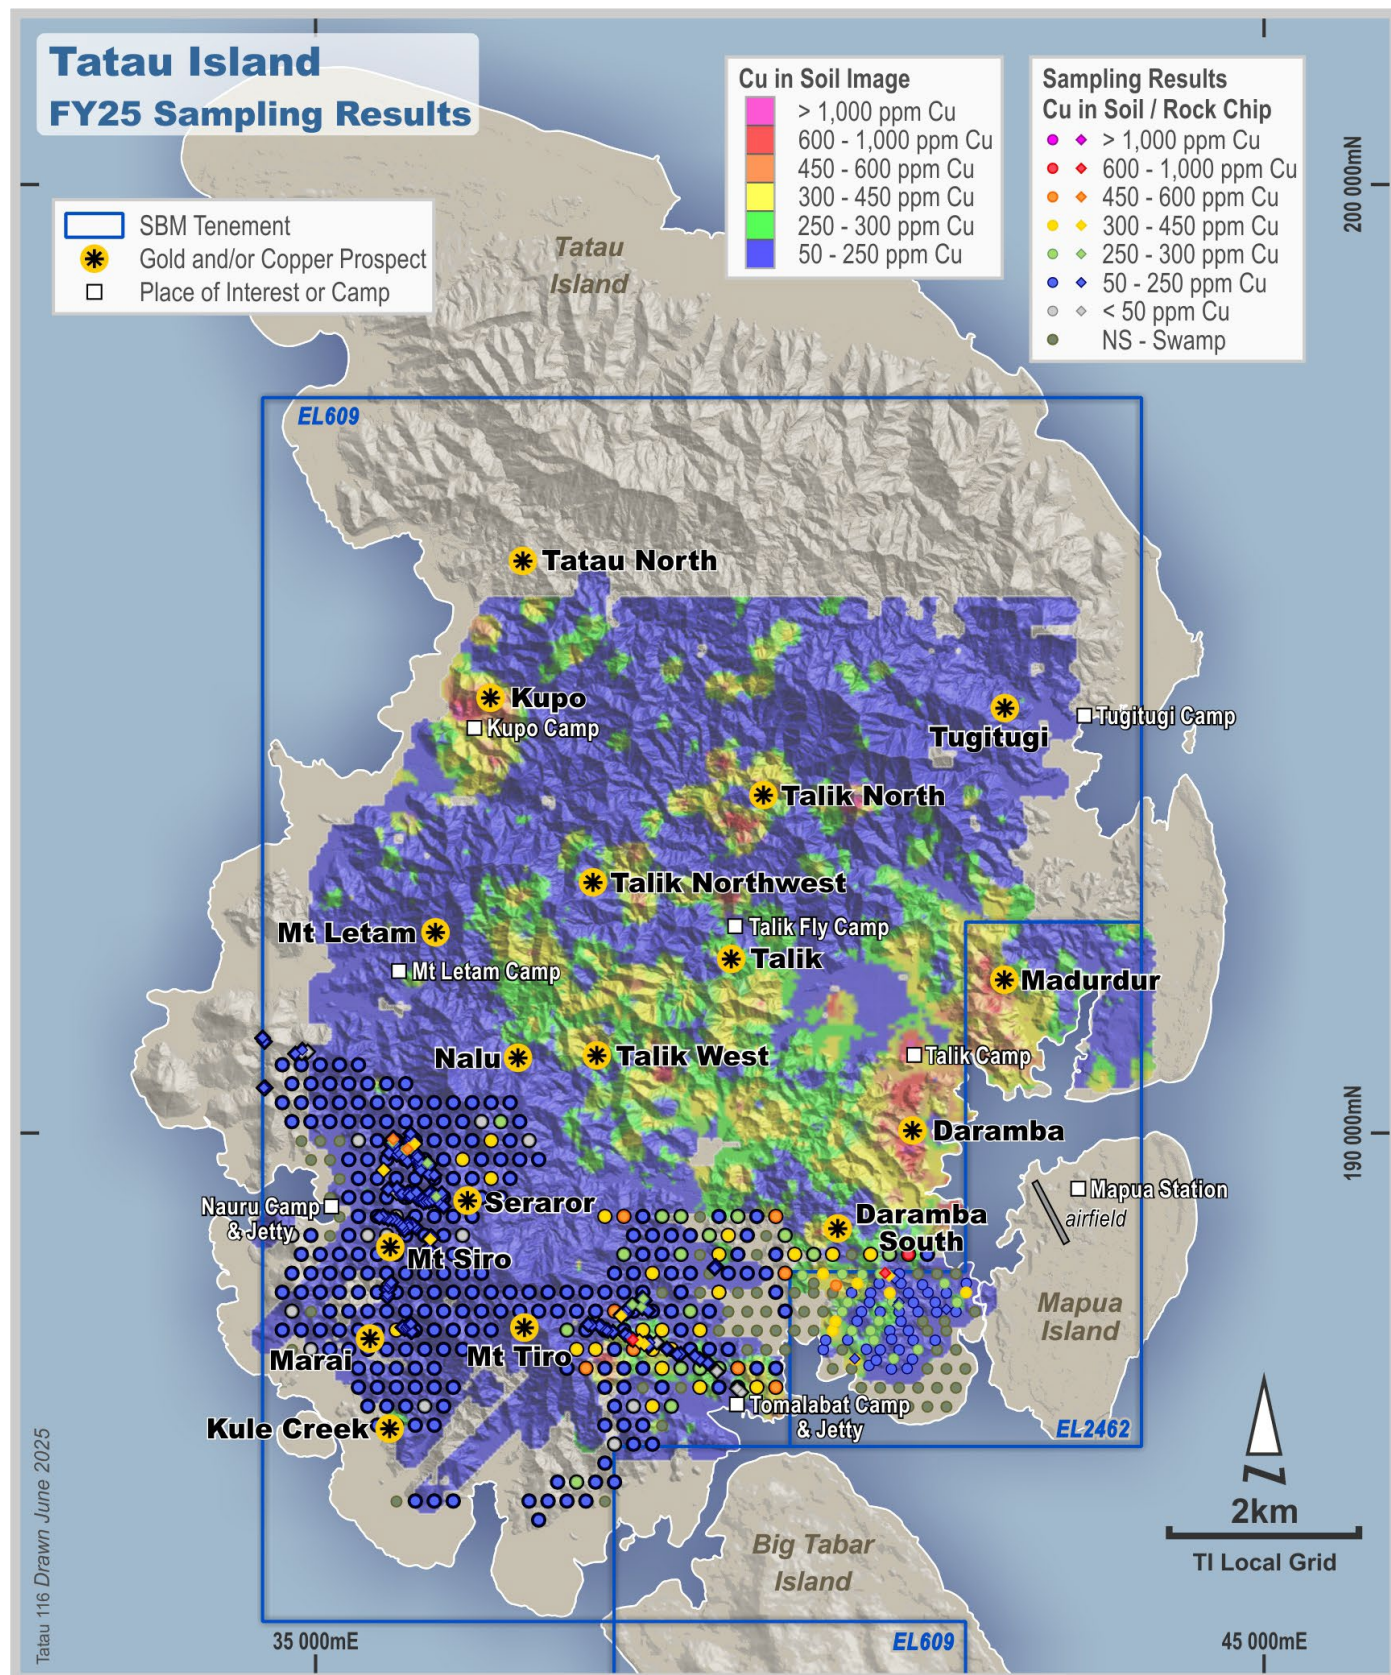 Tatau Island
FY25 Sampling Results
SBM Tenement
Gold and/or Copper Prospect
Place of Interest or Camp
Cu in Soil Image
> 1,000 ppm Cu
600 - 1,000 ppm Cu
450 - 600 ppm Cu
300 - 450 ppm Cu
250 - 300 ppm Cu
50 - 250 ppm Cu
Sampling Results
Cu in Soil / Rock Chip
> 1,000 ppm Cu
600 - 1,000 ppm Cu
450 - 600 ppm Cu
300 - 450 ppm Cu
250 - 300 ppm Cu
50 - 250 ppm Cu
< 50 ppm Cu
NS - Swamp
200 000mN
Tatau
Island
EL609
Tatau North
Kupo
Kupo Camp
Tugitugi
Tugitugi Camp
Talik North
Talik Northwest
Mt Letam
Talik Fly Camp
Talik
Mt Letam Camp
Madurdur
Nalu
Talik West
Talik Camp
Daramba
190 000mN
Seraror
Nauru Camp
& Jetty
Mapua Station
airfield
Daramba
South
Mt Siro
Mapua
Island
Marai
Mt Tiro
Tomalabat Camp
& Jetty
Kule Creek
EL2462
2km
TI Local Grid
Big Tabar
Island
EL609
35 000mE
45 000mE
Tatau 116 Drawn June 2025
N